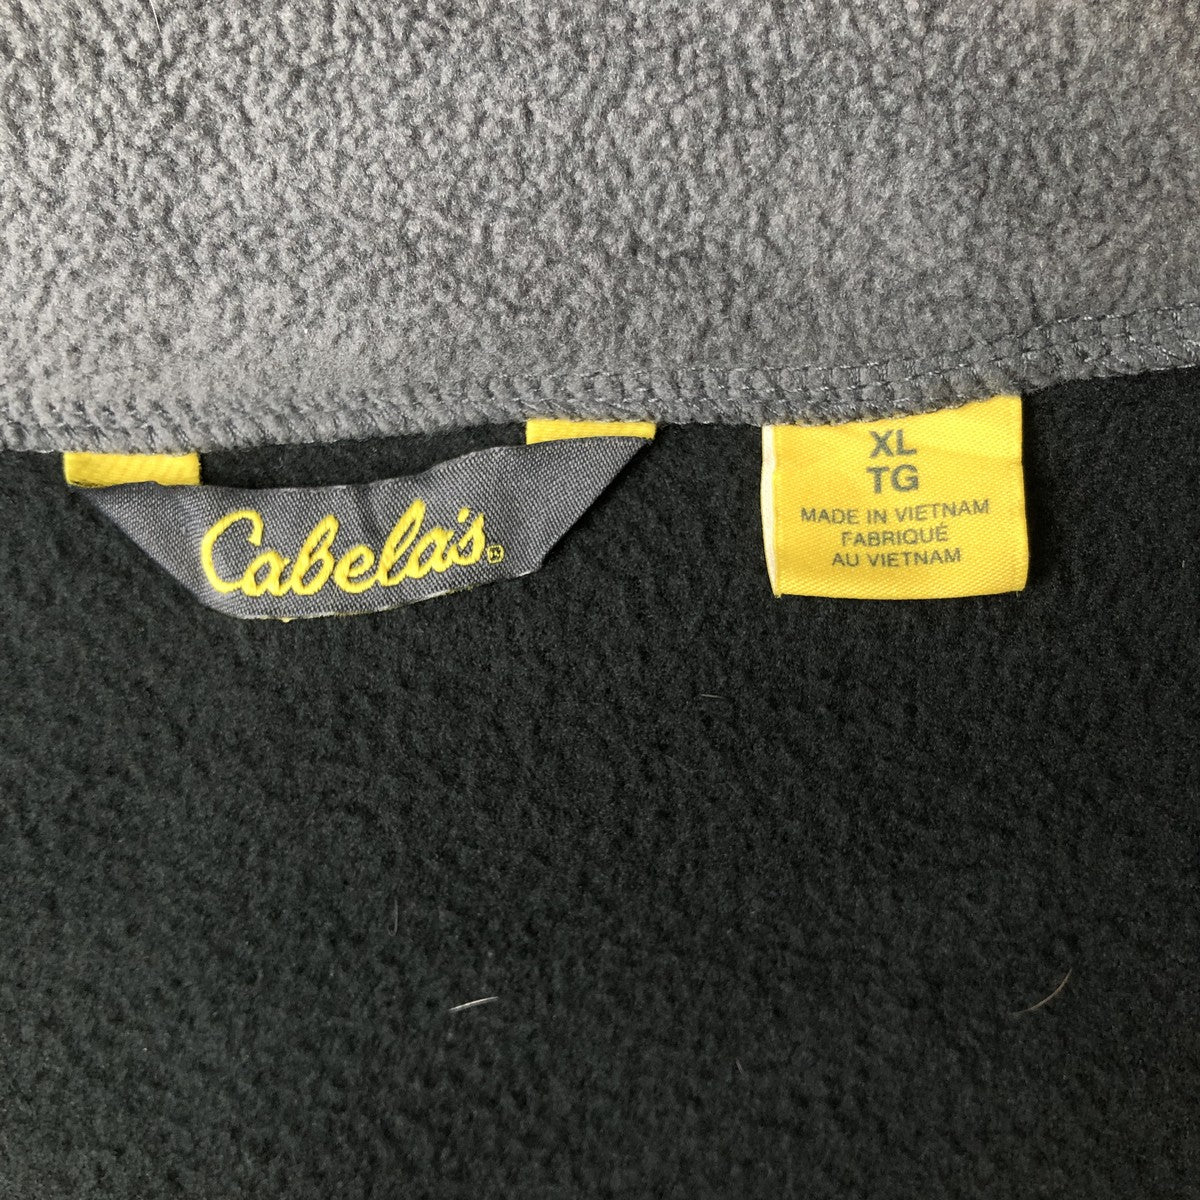 Cabela's®
XL
TG
MADE IN VIETNAM
FABRIQUÉ
AU VIETNAM